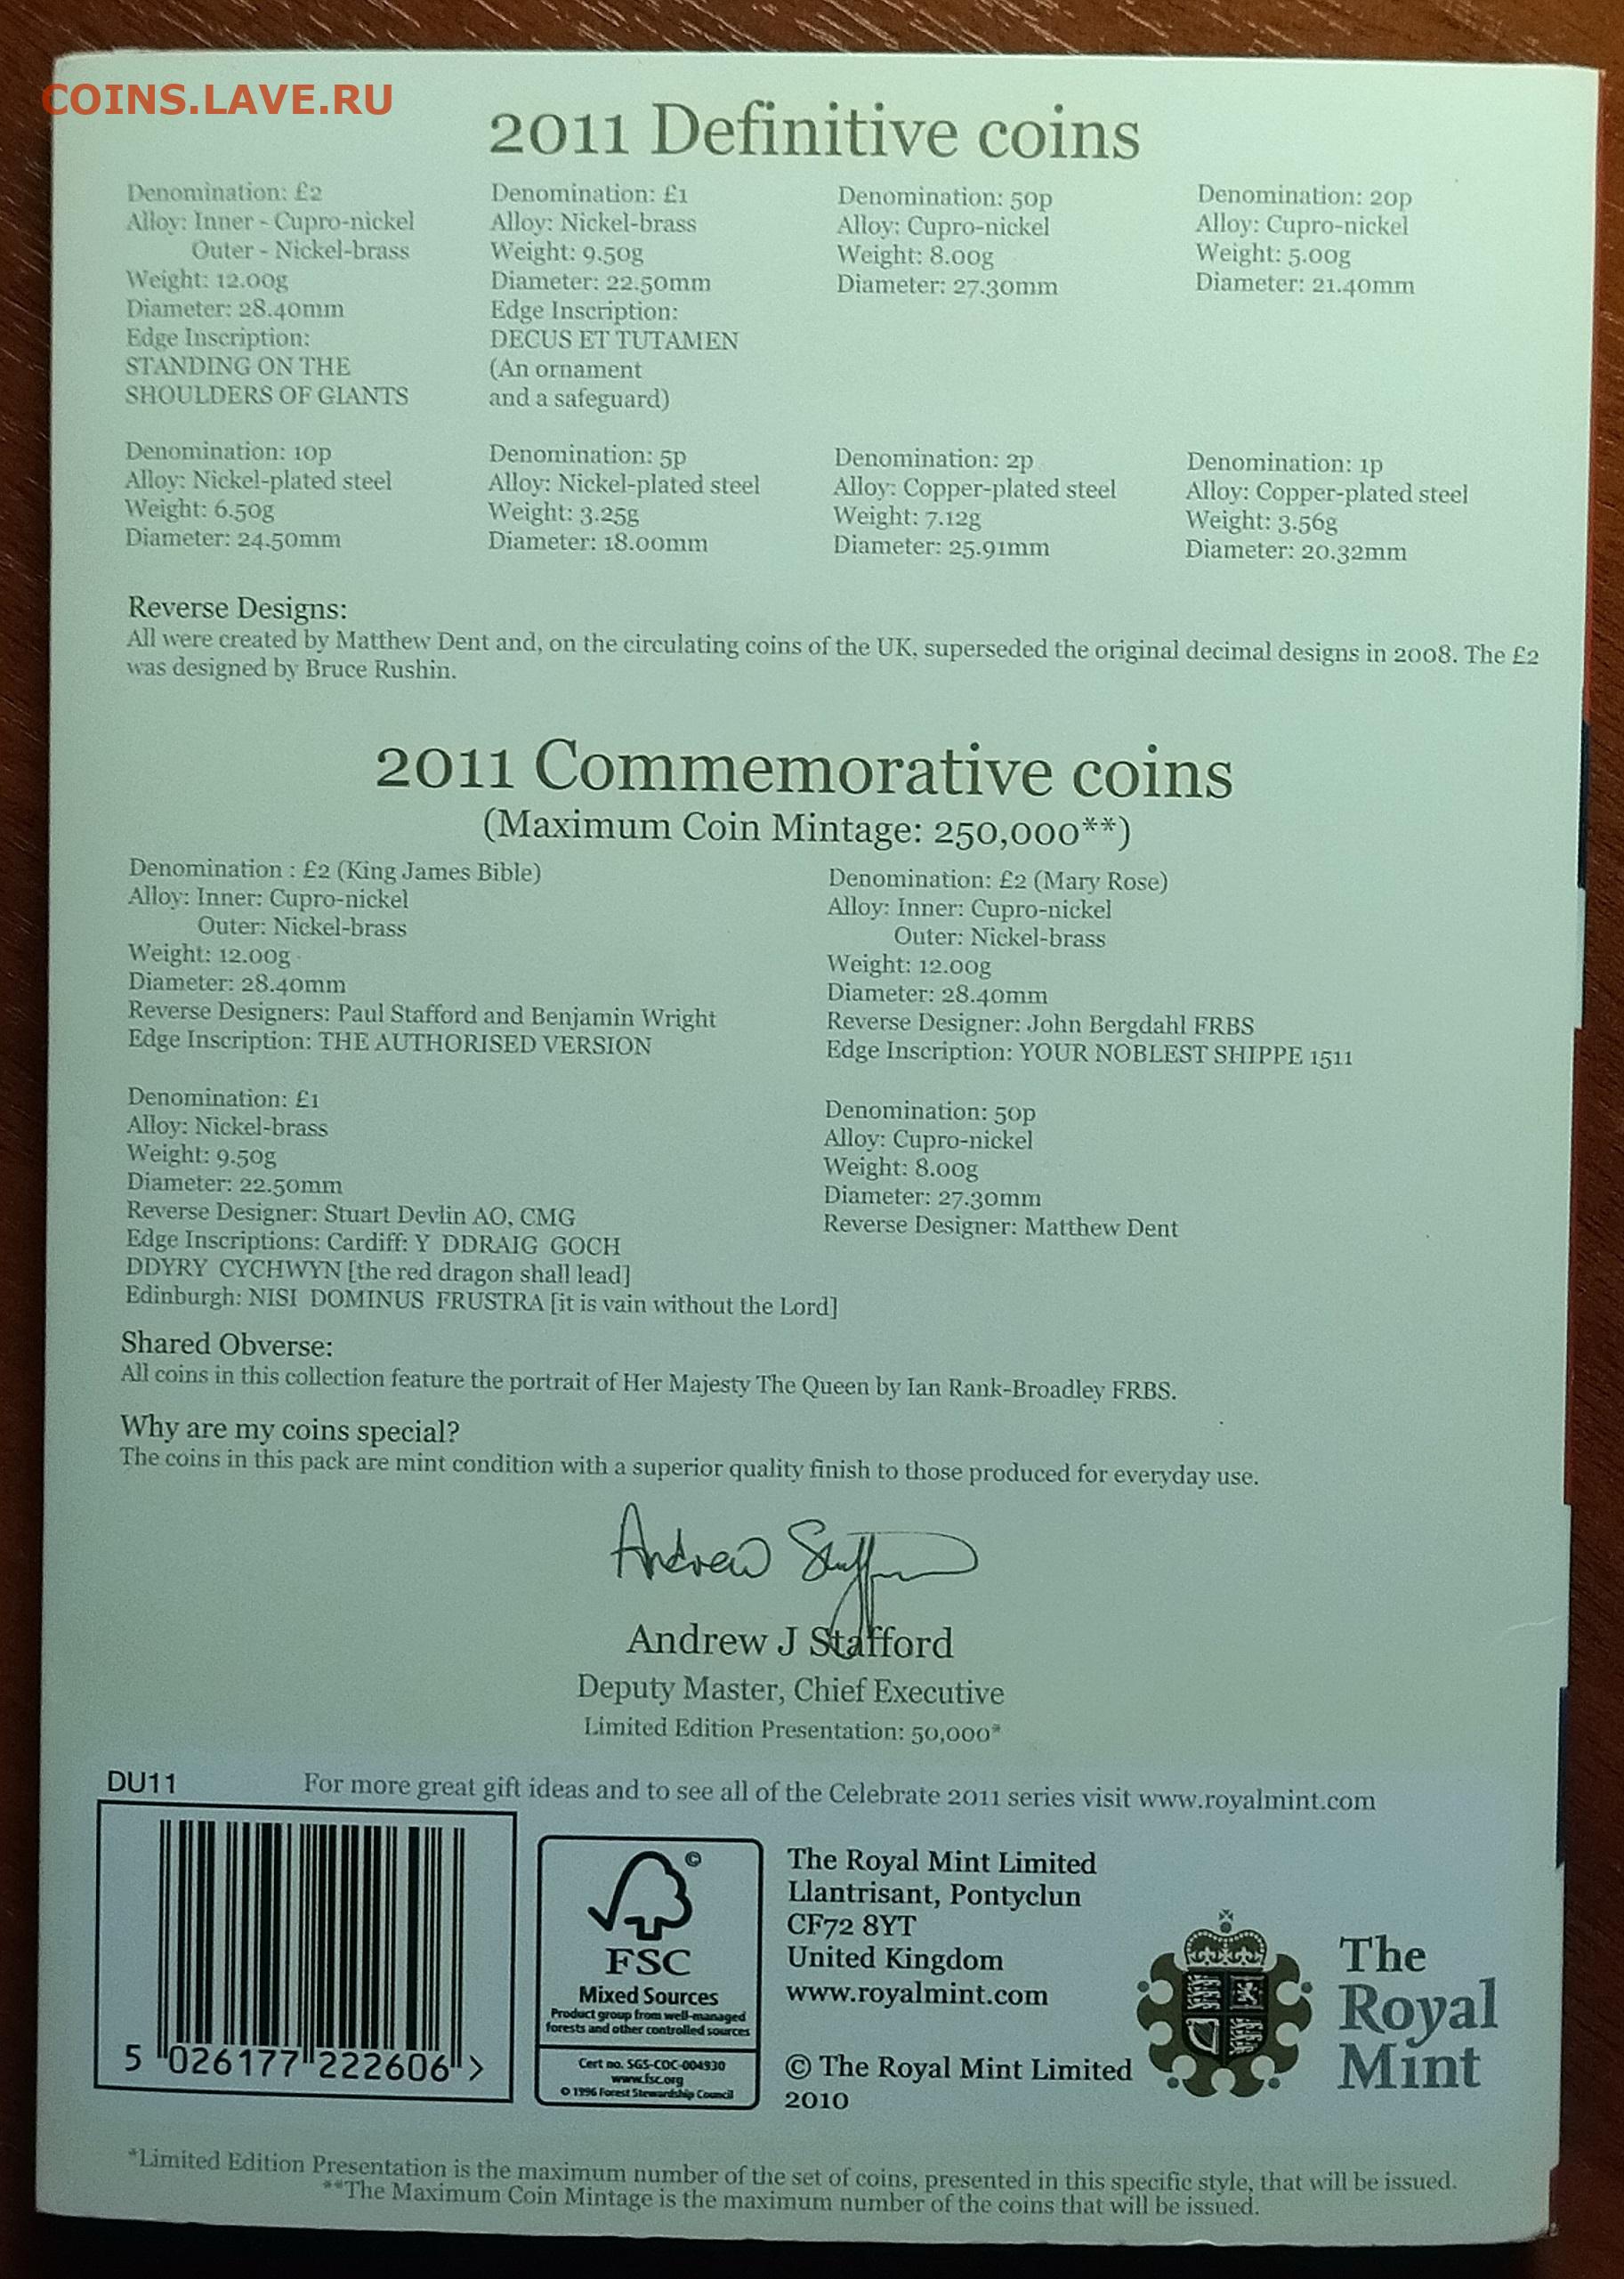 COINS.LAVE.RU
2011 Definitive coins
Denomination: £2
Alloy: Inner - Cupro-nickel
Outer - Nickel-brass
Weight: 12.00g
Diameter: 28.40mm
Edge Inscription:
STANDING ON THE
SHOULDERS OF GIANTS
Denomination: £1
Alloy: Nickel-brass
Weight: 9.50g
Diameter: 22.50mm
Edge Inscription:
DECUS ET TUTAMEN
(An ornament
and a safeguard)
Denomination: 50p
Alloy: Cupro-nickel
Weight: 8.00g
Diameter: 27.30mm
Denomination: 20p
Alloy: Cupro-nickel
Weight: 5.00g
Diameter: 21.40mm
Denomination: 10p
Alloy: Nickel-plated steel
Weight: 6.50g
Diameter: 24.50mm
Denomination: 5p
Alloy: Nickel-plated steel
Weight: 3.25g
Diameter: 18.00mm
Denomination: 2p
Alloy: Copper-plated steel
Weight: 7.12g
Diameter: 25.91mm
Denomination: 1p
Alloy: Copper-plated steel
Weight: 3.56g
Diameter: 20.32mm
Reverse Designs:
All were created by Matthew Dent and, on the circulating coins of the UK, superseded the original decimal designs in 2008. The £2
was designed by Bruce Rushin.
2011 Commemorative coins
(Maximum Coin Mintage: 250,000**)
Denomination : £2 (King James Bible)
Alloy: Inner: Cupro-nickel
Outer: Nickel-brass
Weight: 12.00g
Diameter: 28.40mm
Reverse Designers: Paul Stafford and Benjamin Wright
Edge Inscription: THE AUTHORISED VERSION
Denomination: £2 (Mary Rose)
Alloy: Inner: Cupro-nickel
Outer: Nickel-brass
Weight: 12.00g
Diameter: 28.40mm
Reverse Designer: John Bergdahl FRBS
Edge Inscription: YOUR NOBLEST SHIPPE 1511
Denomination: £1
Alloy: Nickel-brass
Weight: 9.50g
Diameter: 22.50mm
Reverse Designer: Stuart Devlin AO, CMG
Edge Inscriptions: Cardiff: Y DDRAIG GOCH
DDYRY CYCHWYN [the red dragon shall lead]
Edinburgh: NISI DOMINUS FRUSTRA [it is vain without the Lord]
Denomination: 50p
Alloy: Cupro-nickel
Weight: 8.00g
Diameter: 27.30mm
Reverse Designer: Matthew Dent
Shared Obverse:
All coins in this collection feature the portrait of Her Majesty The Queen by Ian Rank-Broadley FRBS.
Why are my coins special?
The coins in this pack are mint condition with a superior quality finish to those produced for everyday use.
Andrew Stafford
Andrew J Stafford
Deputy Master, Chief Executive
Limited Edition Presentation: 50,000*
DU11
For more great gift ideas and to see all of the Celebrate 2011 series visit www.royalmint.com
5 026177 222606 >
©
FSC
Mixed Sources
Product group from well-managed
forests and other controlled sources
Cert no. SGS-COC-004930
www.fsc.org
© 1996 Forest Stewardship Council
The Royal Mint Limited
Llantrisant, Pontyclun
CF72 8YT
United Kingdom
www.royalmint.com
© The Royal Mint Limited
2010
The
Royal
Mint
*Limited Edition Presentation is the maximum number of the set of coins, presented in this specific style, that will be issued.
**The Maximum Coin Mintage is the maximum number of the coins that will be issued.